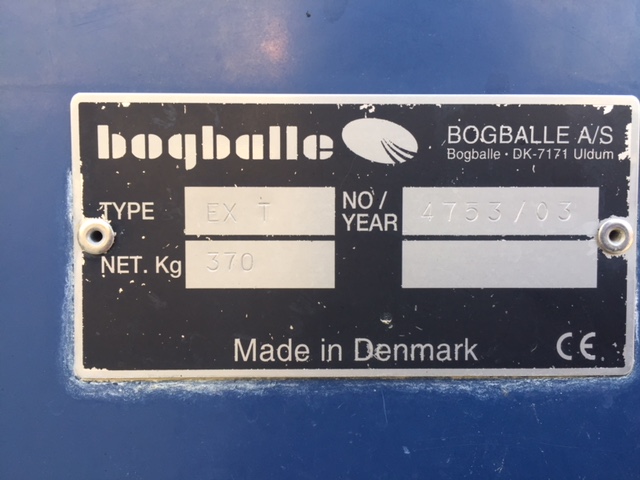 bogballe
BOGBALLE A/S
Bogballe · DK-7171 Uldum
TYPE EX T NO / YEAR 4753/03
NET. Kg 370
Made in Denmark CE